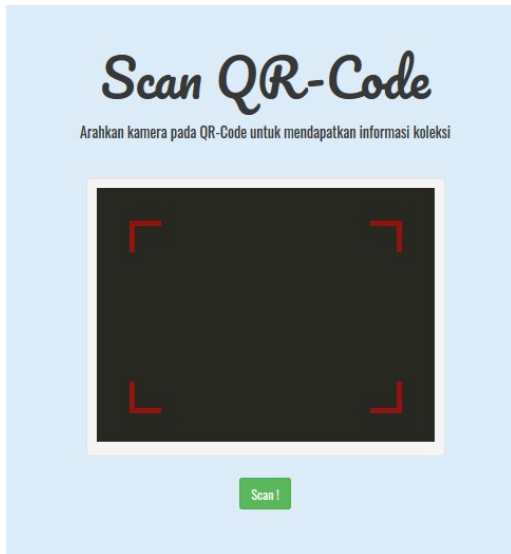 Scan QR-Code
Arahkan kamera pada QR-Code untuk mendapatkan informasi koleksi
Scan !